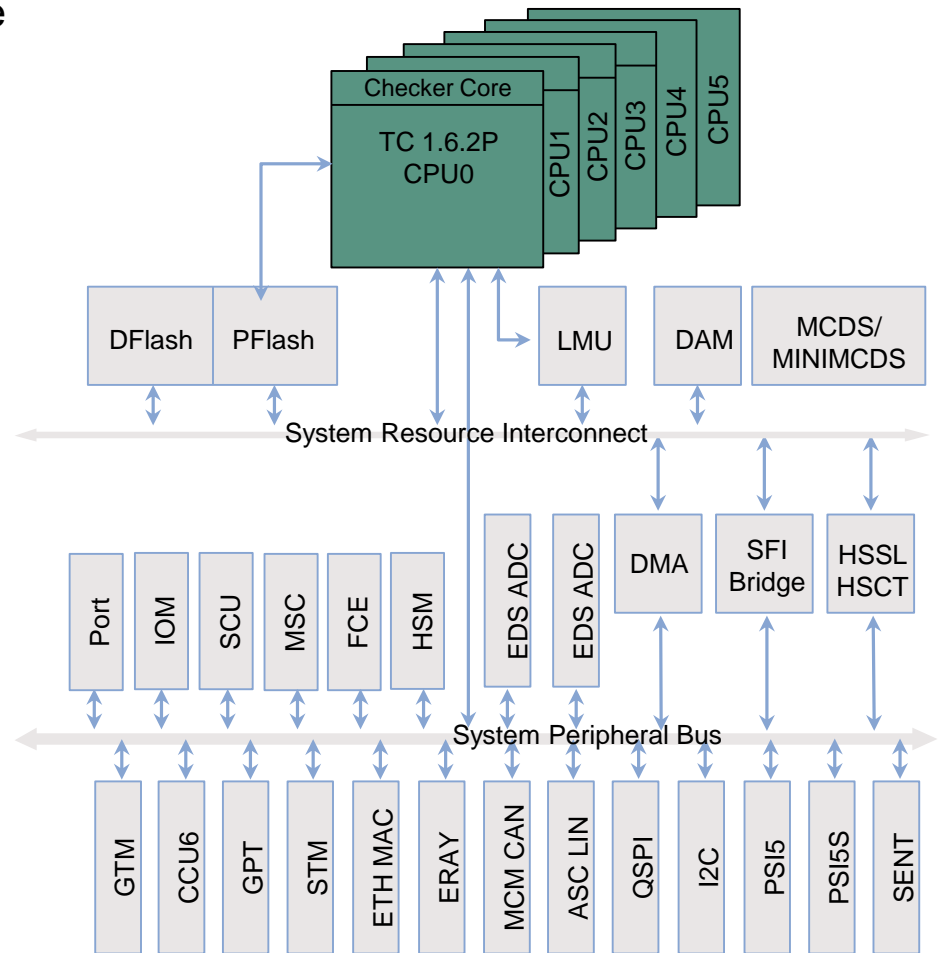 e
Checker Core
TC 1.6.2P
CPU0
CPU1
CPU2
CPU3
CPU4
CPU5
DFlash
PFlash
LMU
DAM
MCDS/
MINIMCDS
System Resource Interconnect
Port
IOM
SCU
MSC
FCE
HSM
EDS ADC
EDS ADC
DMA
SFI
Bridge
HSSL
HSCT
System Peripheral Bus
GTM
CCU6
GPT
STM
ETH MAC
ERAY
MCM CAN
ASC LIN
QSPI
I2C
PSI5
PSI5S
SENT